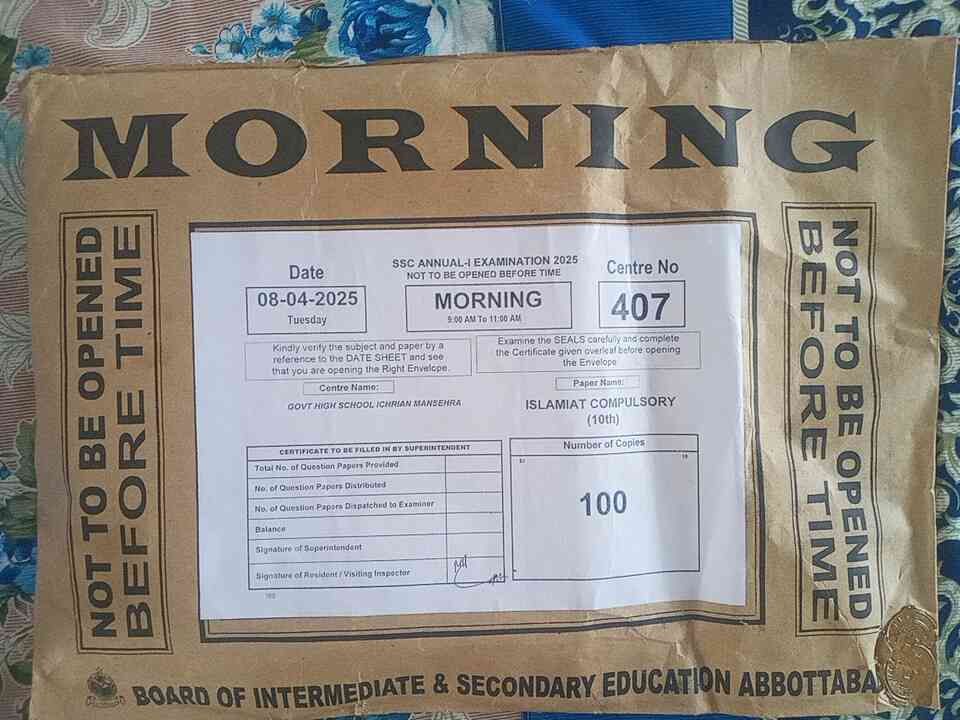 MORNING
NOT TO BE OPENED
BEFORE TIME
Date
08-04-2025
Tuesday
SSC ANNUAL-I EXAMINATION 2025
NOT TO BE OPENED BEFORE TIME
MORNING
9:00 AM To 11:00 AM
Centre No
407
Kindly verify the subject and paper by a
reference to the DATE SHEET and see
that you are opening the Right Envelope.
Examine the SEALS carefully and complete
the Certificate given overleaf before opening
the Envelope
Centre Name:
GOVT HIGH SCHOOL ICHRIAN MANSEHRA
Paper Name:
ISLAMIAT COMPULSORY
(10th)
CERTIFICATE TO BE FILLED IN BY SUPERINTENDENT
Total No. of Question Papers Provided
No. of Question Papers Distributed
No. of Question Papers Dispatched to Examiner
Balance
Signature of Superintendent
Signature of Resident / Visiting Inspector
Number of Copies
100
NOT TO BE OPENED
BEFORE TIME
BOARD OF INTERMEDIATE & SECONDARY EDUCATION ABBOTTABA